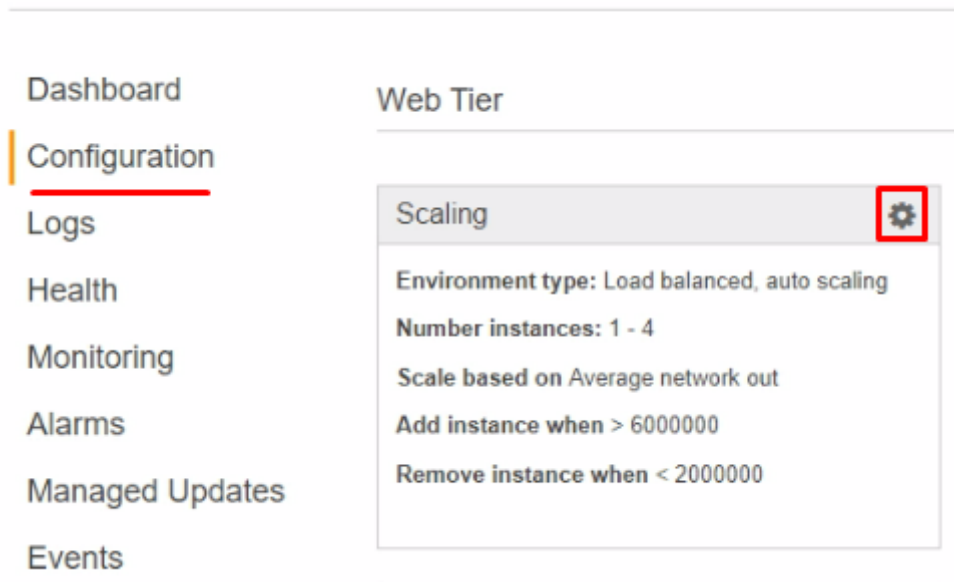 Dashboard
Configuration
Logs
Health
Monitoring
Alarms
Managed Updates
Events
Web Tier
Scaling
Environment type: Load balanced, auto scaling
Number instances: 1 - 4
Scale based on Average network out
Add instance when > 6000000
Remove instance when < 2000000